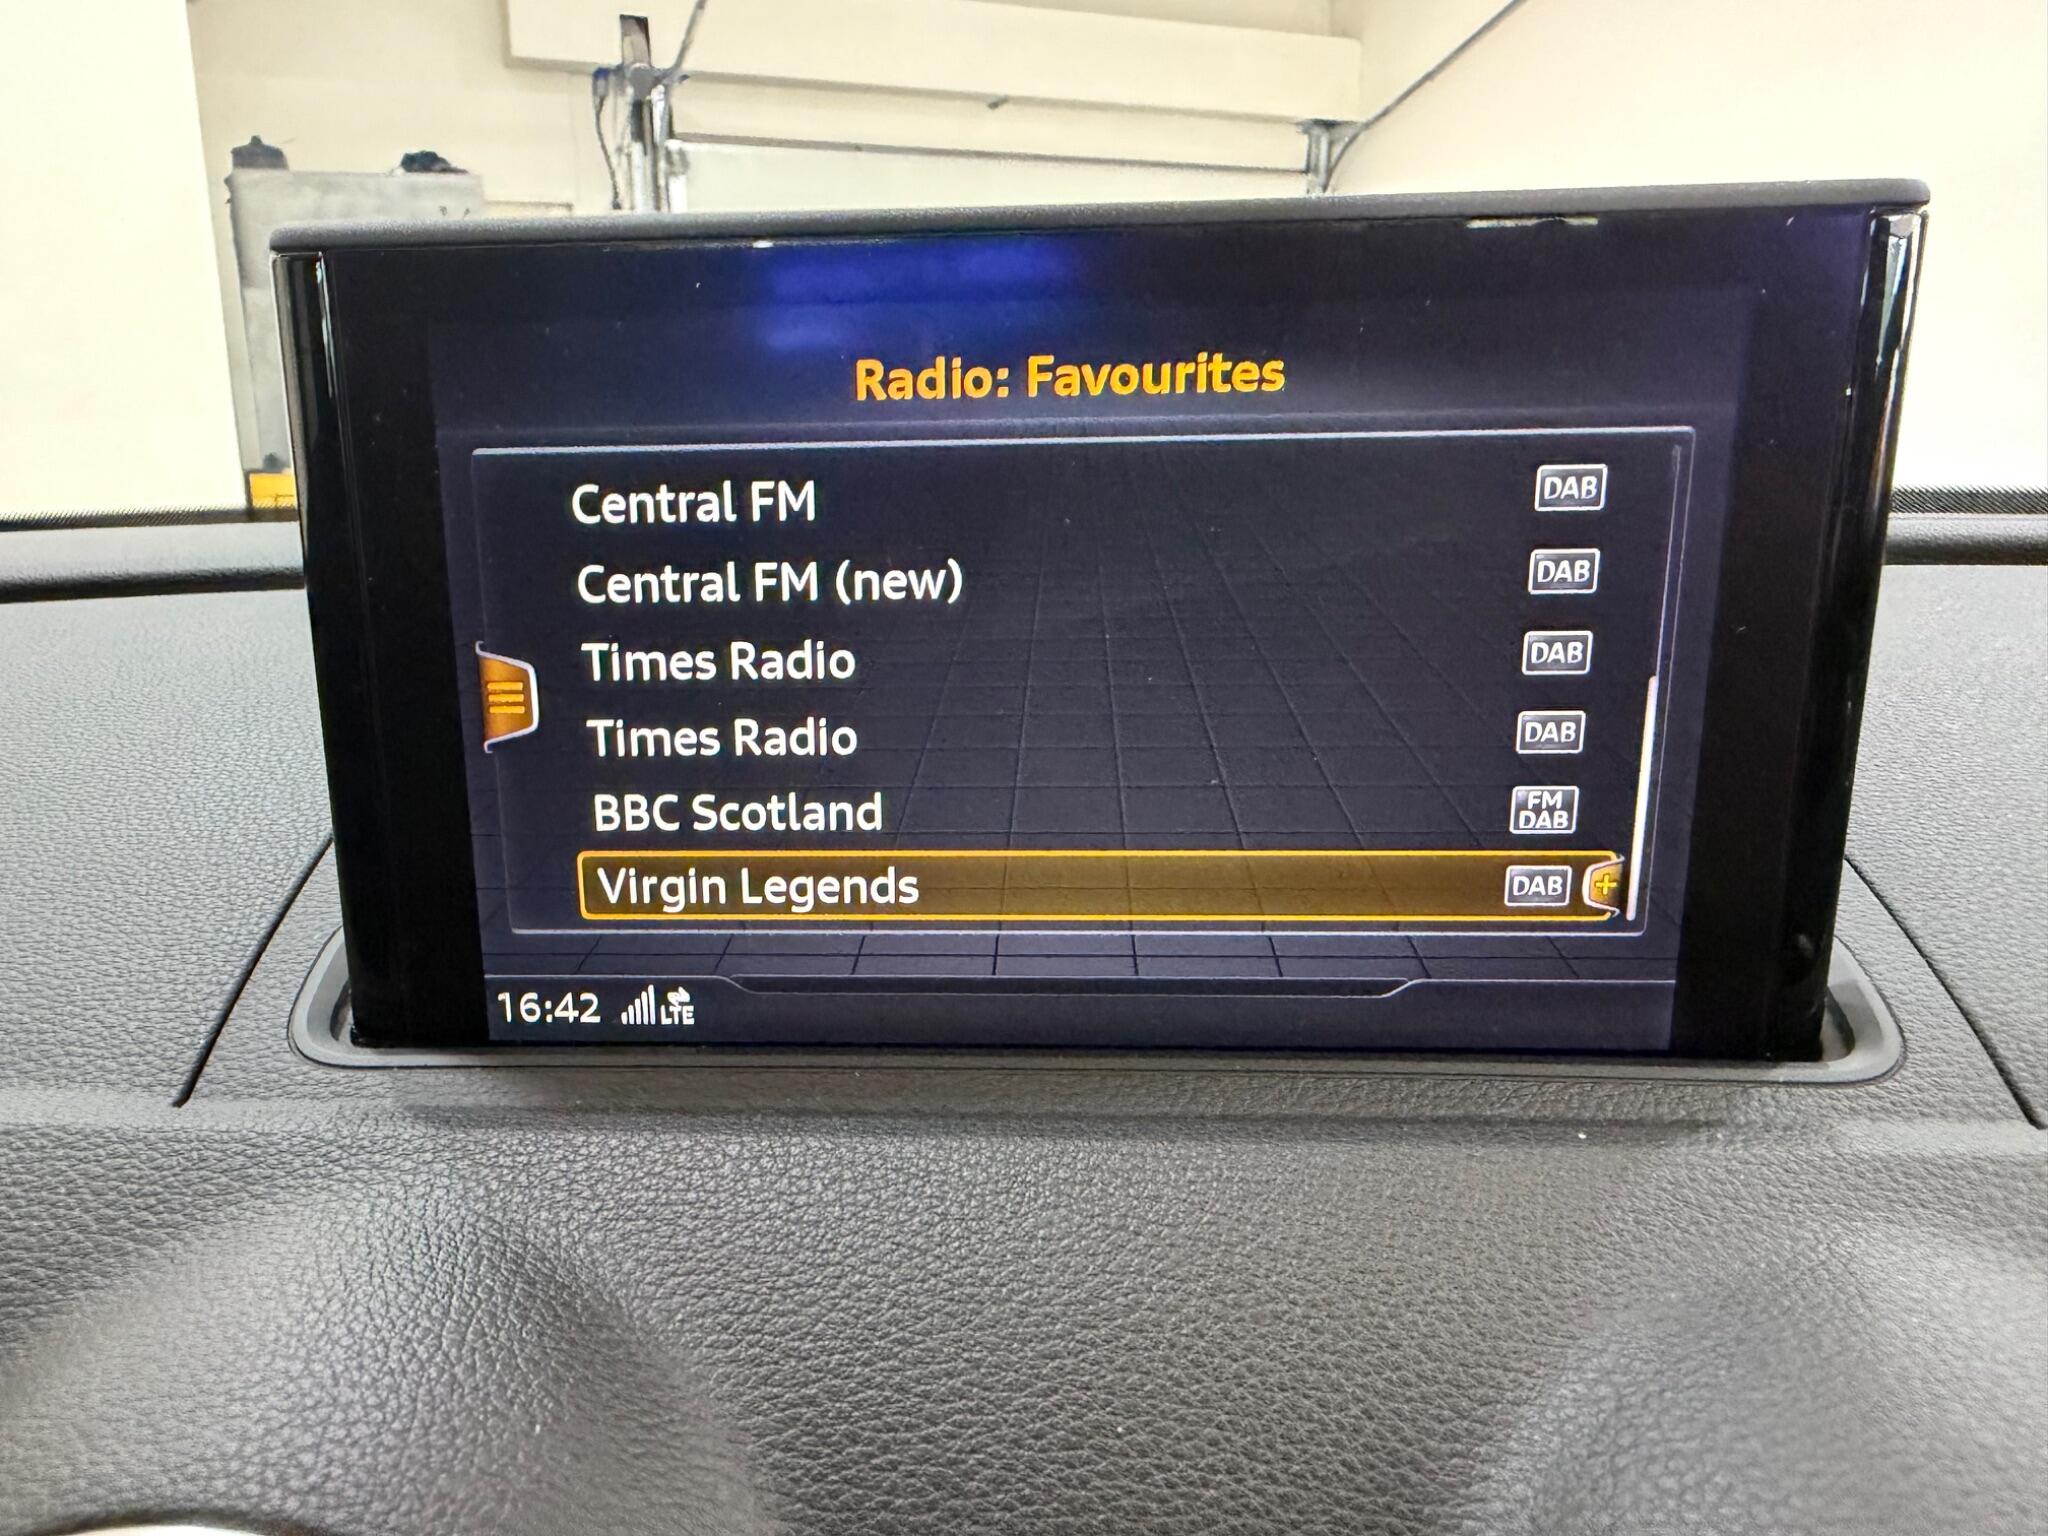 Radio: Favourites
Central FM DAB
Central FM (new) DAB
Times Radio DAB
Times Radio DAB
BBC Scotland FM DAB
Virgin Legends DAB +
16:42 LTE